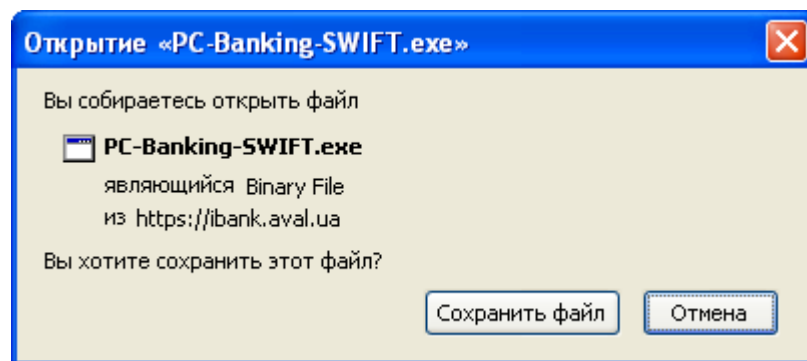 Открытие «PC-Banking-SWIFT.exe»
Вы собираетесь открыть файл
PC-Banking-SWIFT.exe
являющийся Binary File
из https://ibank.aval.ua
Вы хотите сохранить этот файл?
Сохранить файл Отмена